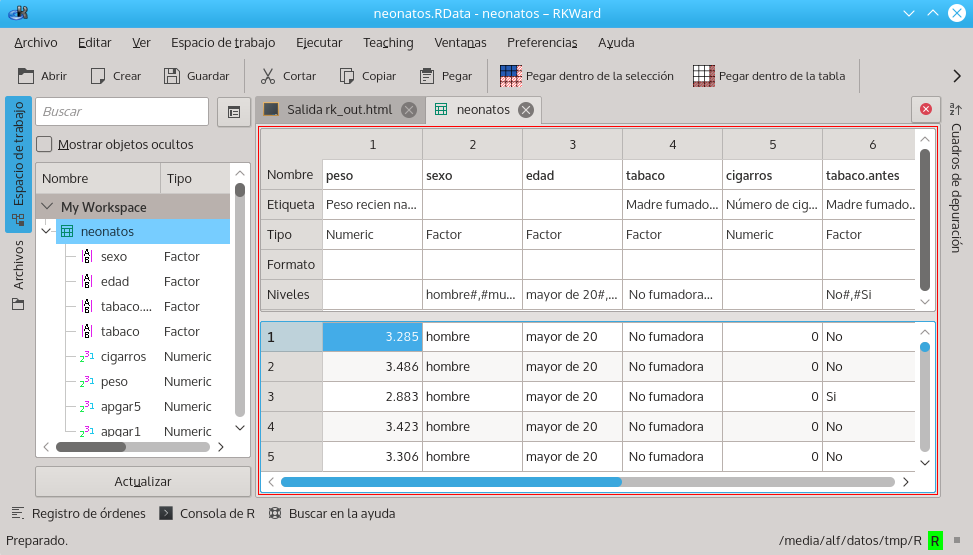 neonatos.RData - neonatos – RKWard
Archivo Editar Ver Espacio de trabajo Ejecutar Teaching Ventanas Preferencias Ayuda
Abrir Crear Guardar Cortar Copiar Pegar Pegar dentro de la selección Pegar dentro de la tabla
Espacio de trabajo
Archivos
Buscar
Mostrar objetos ocultos
Nombre Tipo
My Workspace
neonatos
sexo Factor
edad Factor
tabaco.... Factor
tabaco Factor
cigarros Numeric
peso Numeric
apgar5 Numeric
apgar1 Numeric
Actualizar
Salida rk_out.html neonatos
1 2 3 4 5 6
Nombre peso sexo edad tabaco cigarros tabaco.antes
Etiqueta Peso recien na... Madre fumado... Número de cig... Madre fumado...
Tipo Numeric Factor Factor Factor Numeric Factor
Formato
Niveles hombre#,#mu... mayor de 20#,... No fumadora... No#,#Si
1 3.285 hombre mayor de 20 No fumadora 0 No
2 3.486 hombre mayor de 20 No fumadora 0 No
3 2.883 hombre mayor de 20 No fumadora 0 Si
4 3.423 hombre mayor de 20 No fumadora 0 No
5 3.306 hombre mayor de 20 No fumadora 0 No
Cuadros de depuración
Registro de órdenes Consola de R Buscar en la ayuda
Preparado. /media/alf/datos/tmp/R R